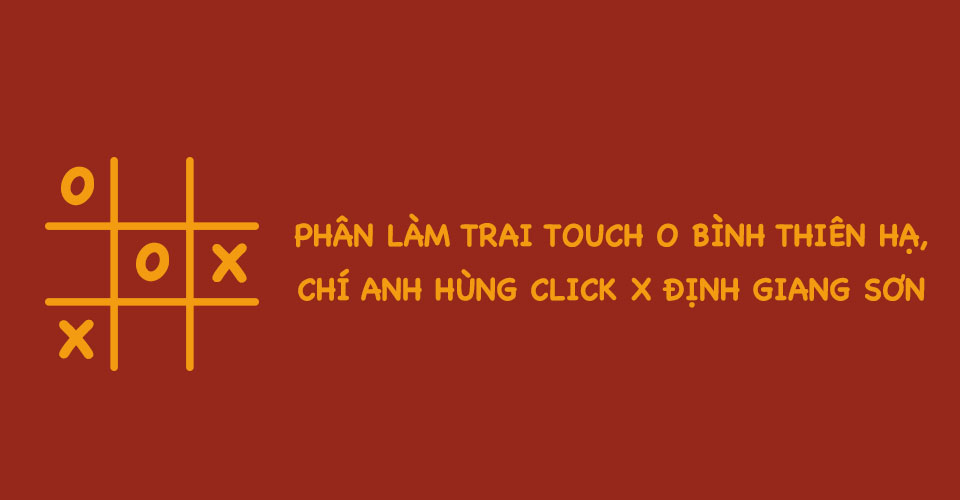 O
O X
X
PHÂN LÀM TRAI TOUCH O BÌNH THIÊN HẠ,
CHÍ ANH HÙNG CLICK X ĐỊNH GIANG SƠN